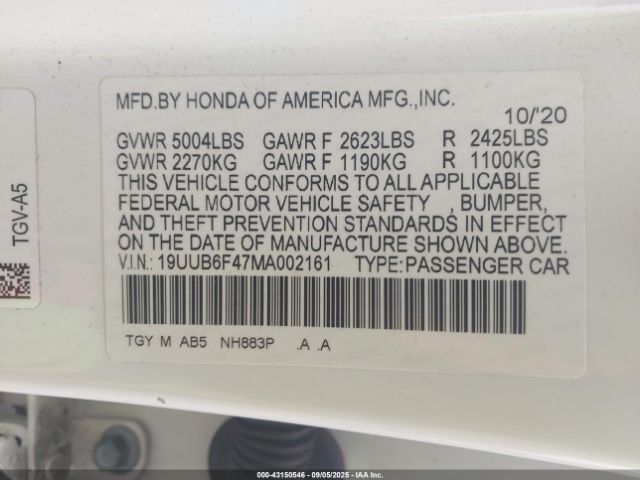 MFD.BY HONDA OF AMERICA MFG.,INC.
10/'20
GVWR 5004LBS GAWR F 2623LBS R 2425LBS
GVWR 2270KG GAWR F 1190KG R 1100KG
THIS VEHICLE CONFORMS TO ALL APPLICABLE
FEDERAL MOTOR VEHICLE SAFETY , BUMPER,
AND THEFT PREVENTION STANDARDS IN EFFECT
ON THE DATE OF MANUFACTURE SHOWN ABOVE.
V.I.N.: 19UUB6F47MA002161 TYPE:PASSENGER CAR
TGY M AB5 NH883P .A .A
TGV-A5
000-43150546 - 09/05/2025 - IAA Inc.